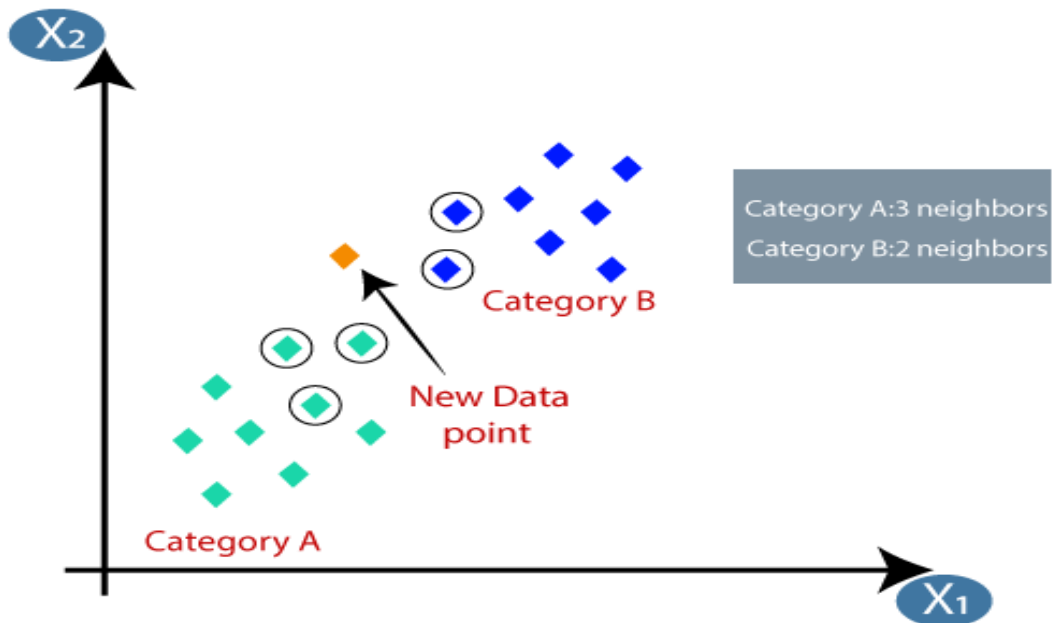 X₂
Category A:3 neighbors
Category B:2 neighbors
Category B
New Data
point
Category A
X₁